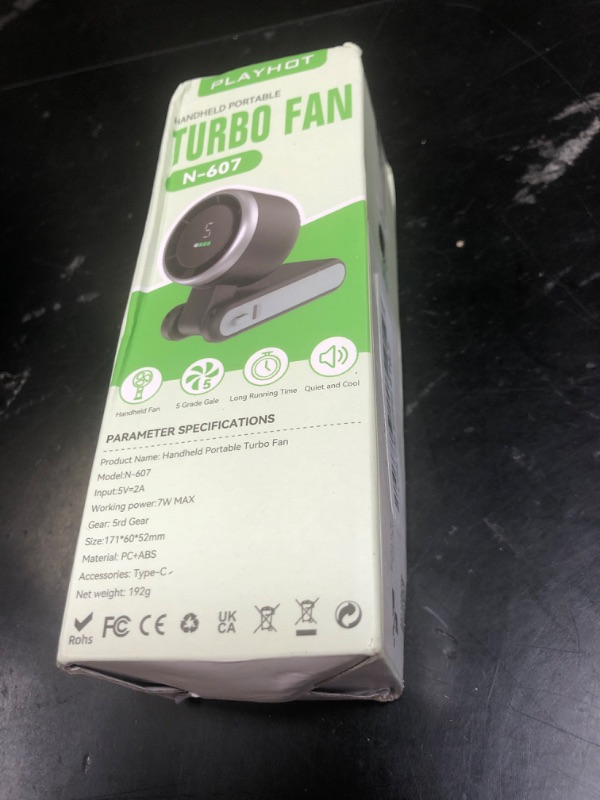 PLAYHOT
HANDHELD PORTABLE
TURBO FAN
N-607
5
5
Handheld Fan
5 Grade Gale
Long Running Time
Quiet and Cool
PARAMETER SPECIFICATIONS
Product Name: Handheld Portable Turbo Fan
Model:N-607
Input:5V=2A
Working power:7W MAX
Gear: 5rd Gear
Size:171*60*52mm
Material: PC+ABS
Accessories: Type-C
Net weight: 192g
Rohs
FC CE UK
CA